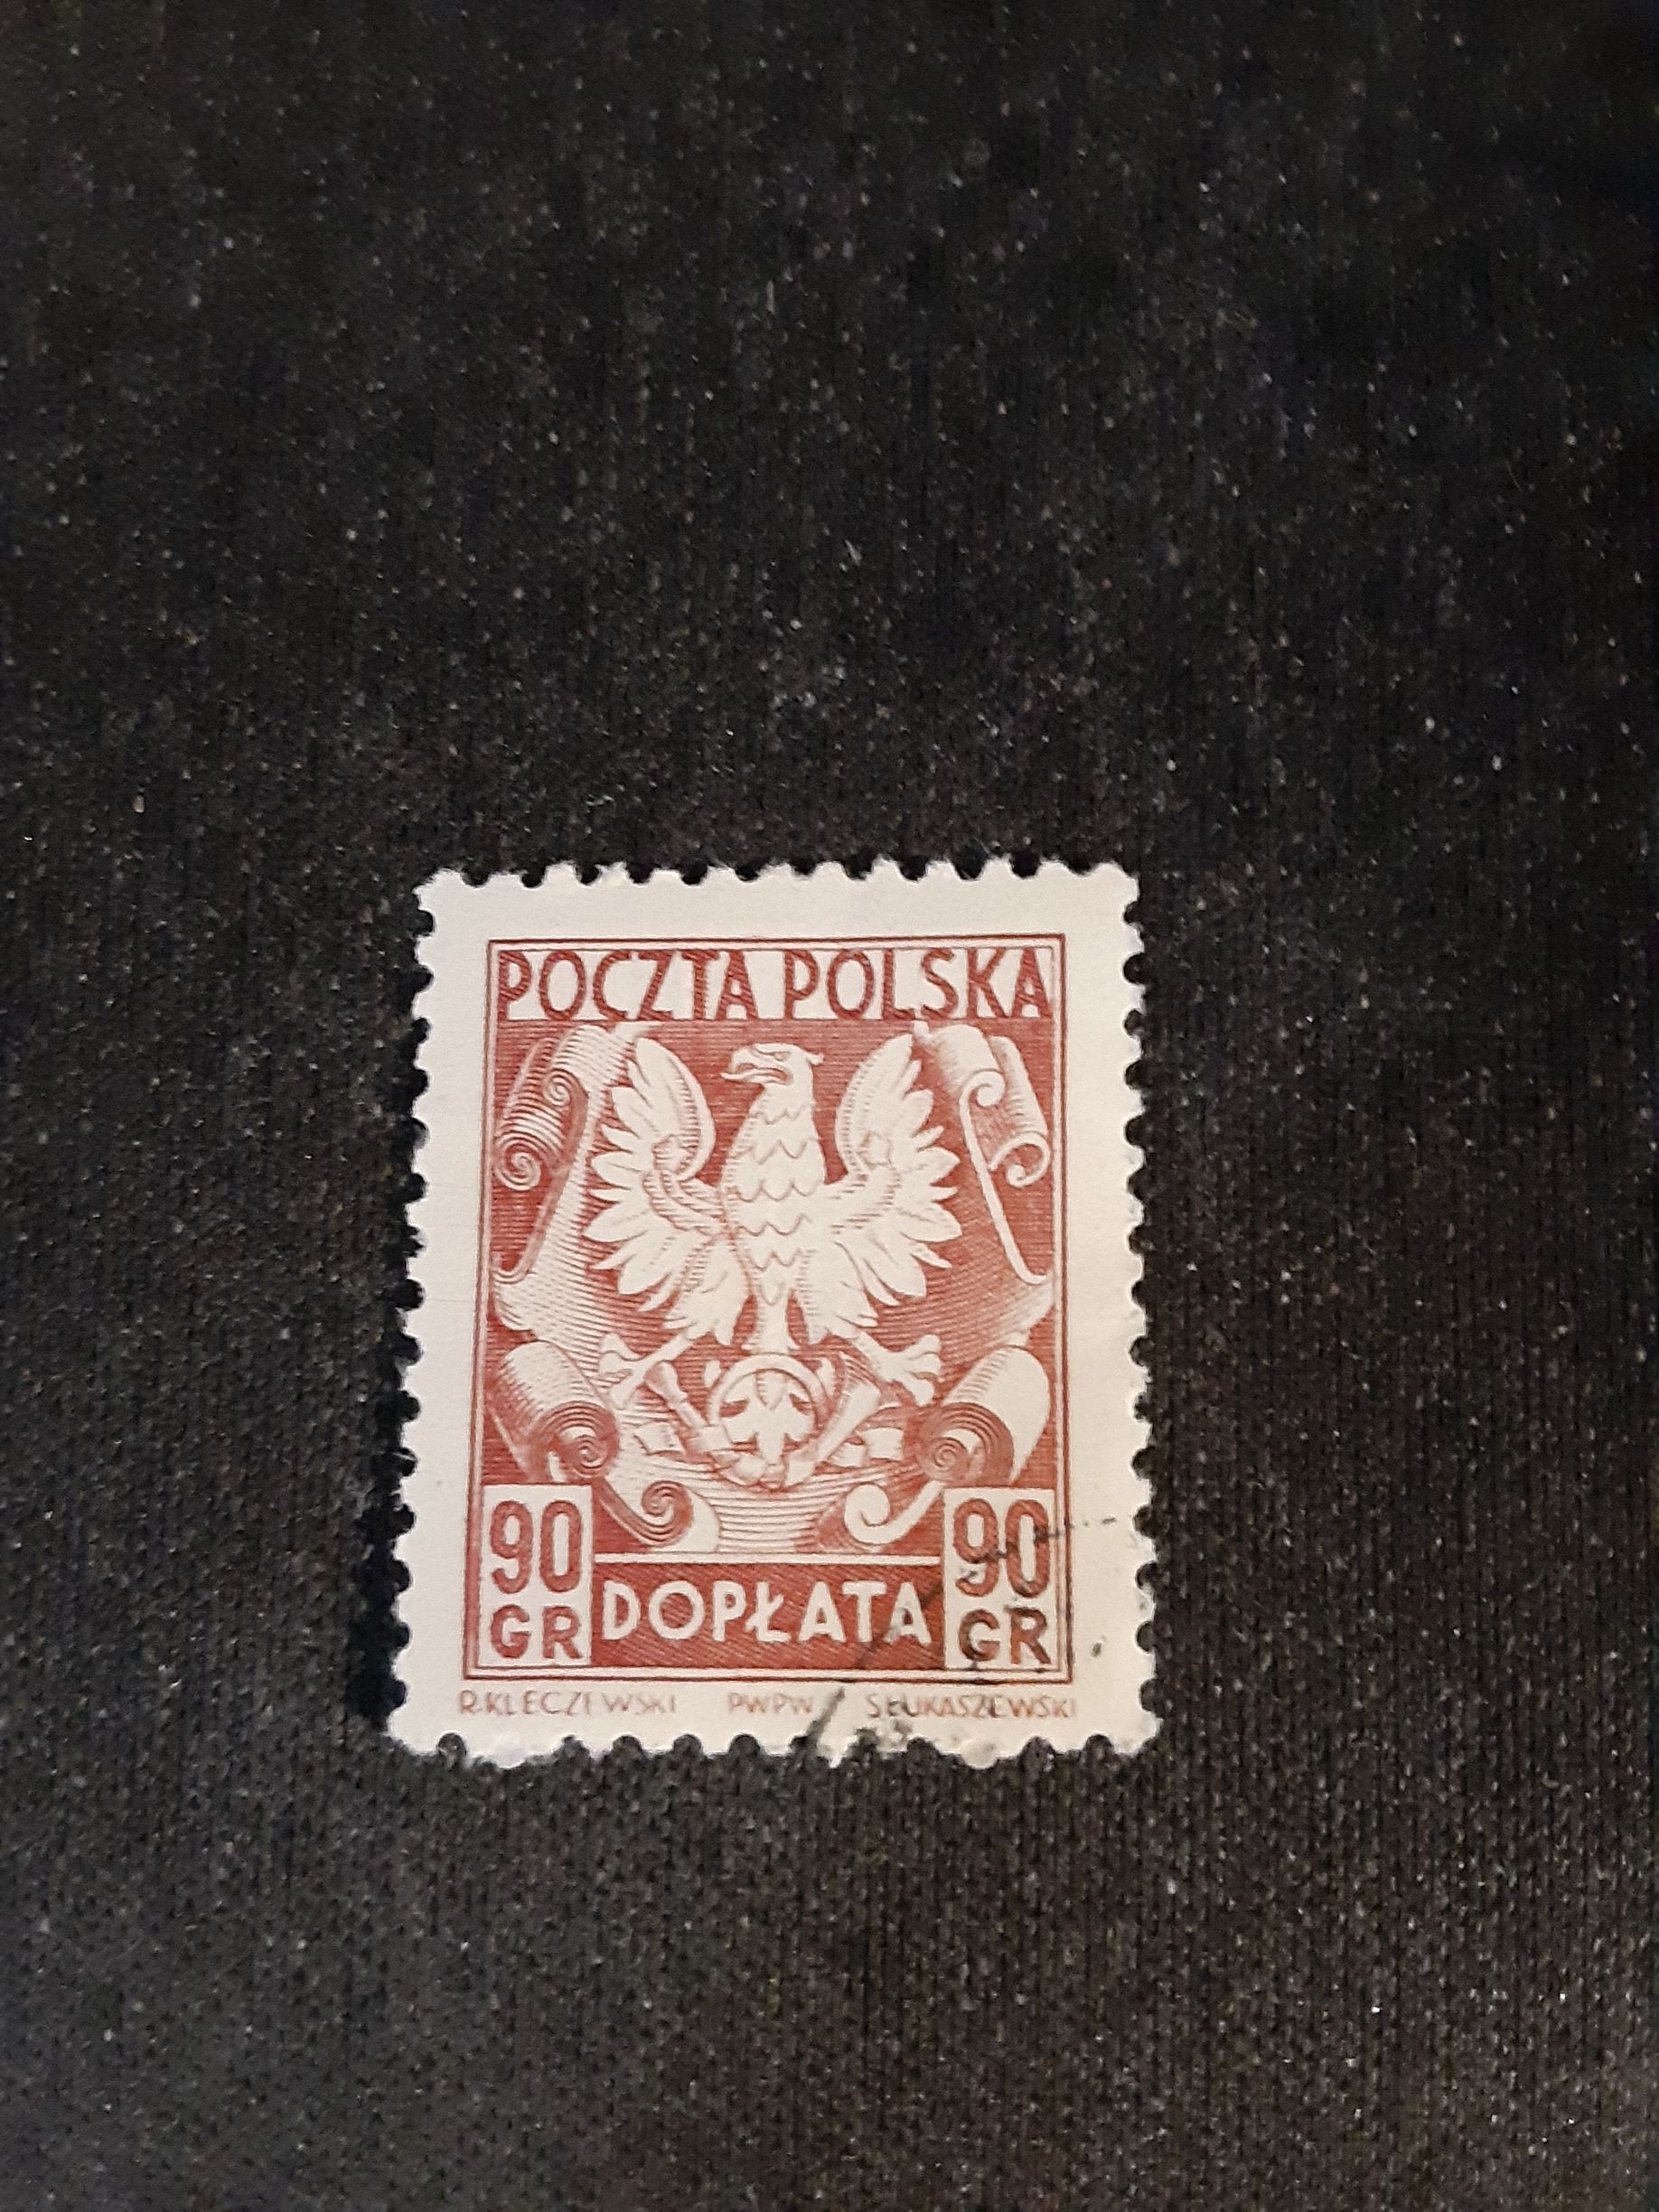 POCZTA POLSKA
90 GR DOPŁATA 90 GR
R.KLECZEWSKI PWPW S.ŁUKASZEWSKI